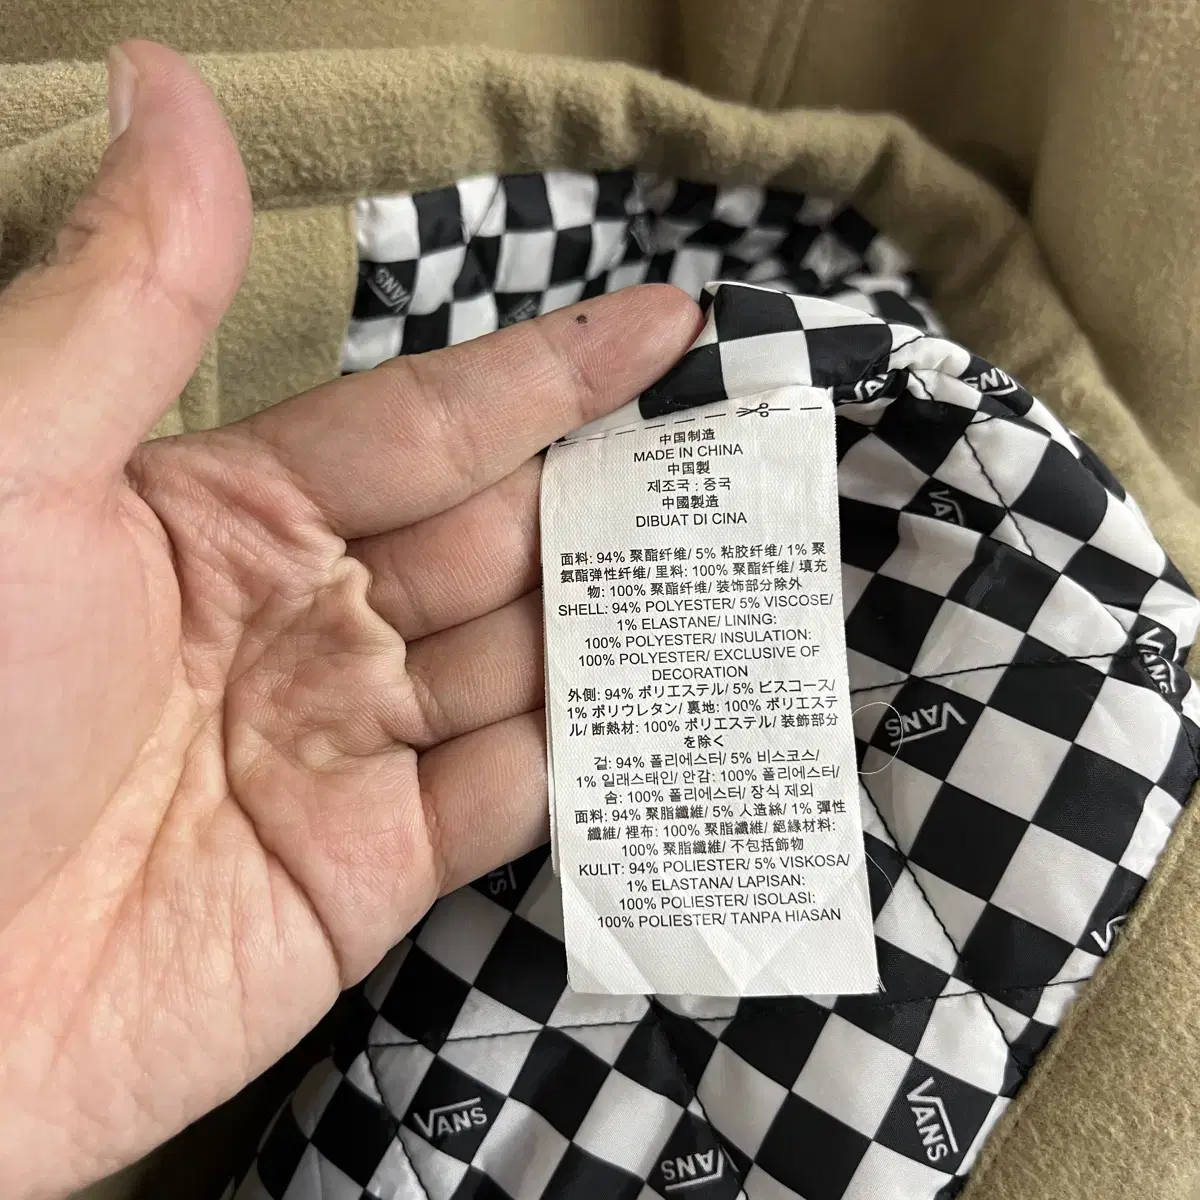 中国制造
MADE IN CHINA
中国製
제조국 : 중국
中國製造
DIBUAT DI CINA
面料: 94% 聚酯纤维/ 5% 粘胶纤维/ 1% 聚
氨酯弹性纤维/ 里料: 100% 聚酯纤维/ 填充
物: 100% 聚酯纤维/ 装饰部分除外
SHELL: 94% POLYESTER/ 5% VISCOSE/
1% ELASTANE/ LINING:
100% POLYESTER/ INSULATION:
100% POLYESTER/ EXCLUSIVE OF
DECORATION
外側: 94% ポリエステル/ 5% ビスコース/
1% ポリウレタン/ 裏地: 100% ポリエステ
ル/ 断熱材: 100% ポリエステル/ 装飾部分
を除く
겉: 94% 폴리에스터/ 5% 비스코스/
1% 일래스태인/ 안감: 100% 폴리에스터/
솜: 100% 폴리에스터/ 장식 제외
面料: 94% 聚脂纖維/ 5% 人造絲/ 1% 彈性
纖維/ 裡布: 100% 聚脂纖維/ 絕緣材料:
100% 聚脂纖維/ 不包括飾物
KULIT: 94% POLIESTER/ 5% VISKOSA/
1% ELASTANA/ LAPISAN:
100% POLIESTER/ ISOLASI:
100% POLIESTER/ TANPA HIASAN
VANS
VANS
VANS
VANS
VANS
VANS